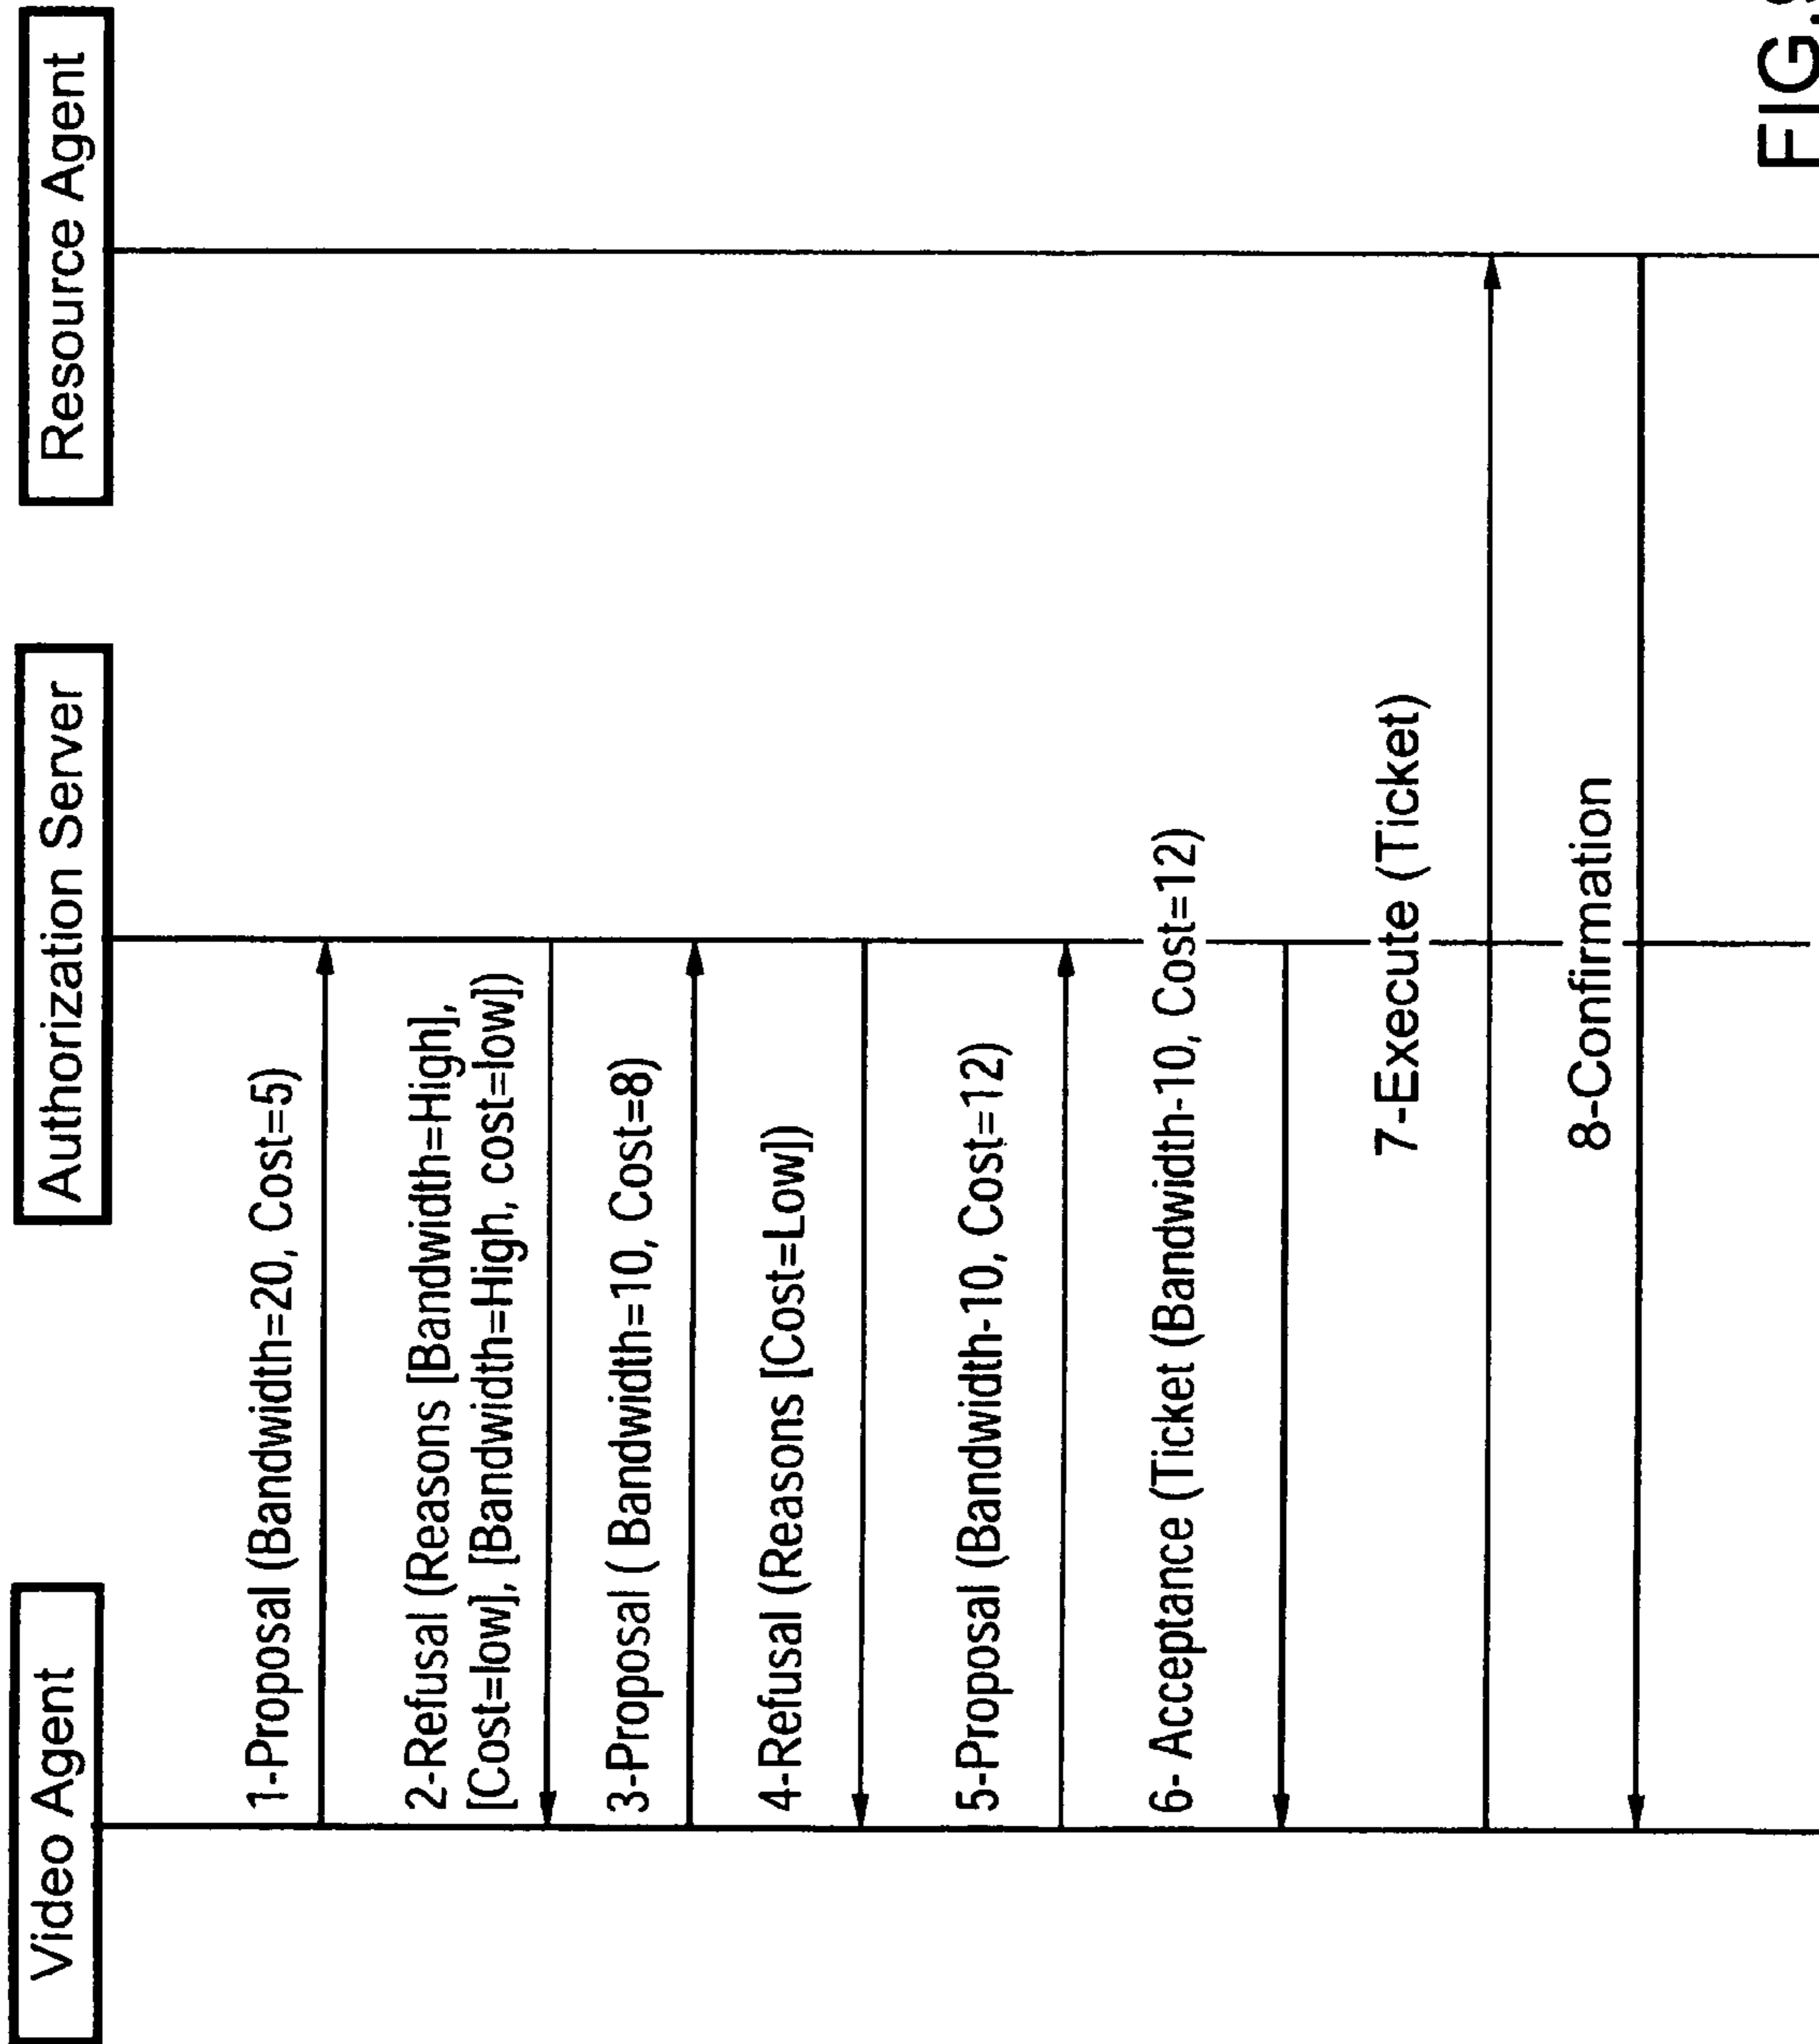 Video Agent
Authorization Server
Resource Agent
1-Proposal (Bandwidth=20, Cost=5)
2-Refusal (Reasons [Bandwidth=High],
[Cost=low], [Bandwidth=High, cost=low])
3-Proposal ( Bandwidth=10, Cost=8)
4-Refusal (Reasons [Cost=Low])
5-Proposal (Bandwidth-10, Cost=12)
6- Acceptance (Ticket (Bandwidth-10, Cost=12)
7-Execute (Ticket)
8-Confirmation
FIG.